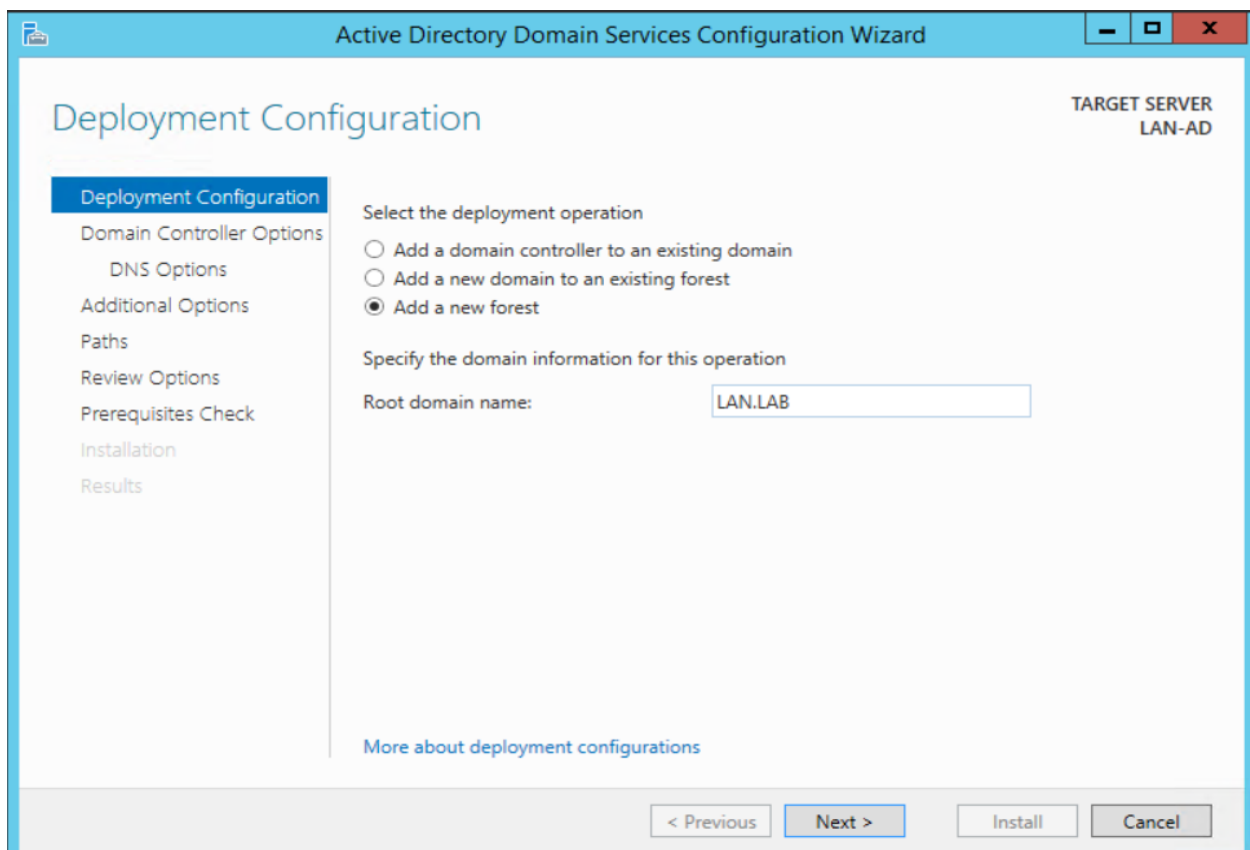 Active Directory Domain Services Configuration Wizard
Deployment Configuration
TARGET SERVER
LAN-AD
Deployment Configuration
Domain Controller Options
DNS Options
Additional Options
Paths
Review Options
Prerequisites Check
Installation
Results
Select the deployment operation
Add a domain controller to an existing domain
Add a new domain to an existing forest
Add a new forest
Specify the domain information for this operation
Root domain name: LAN.LAB
More about deployment configurations
< Previous Next > Install Cancel